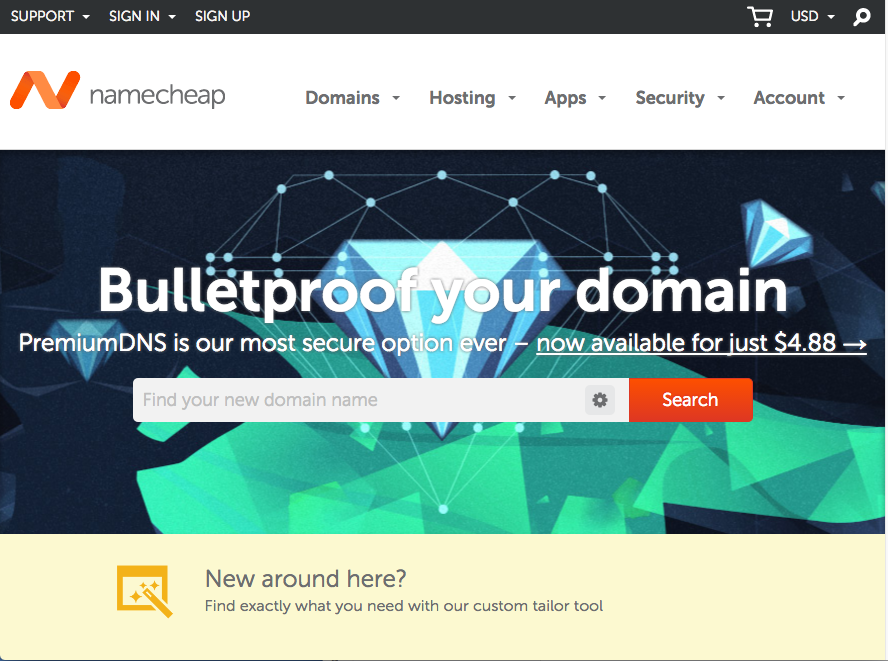 SUPPORT SIGN IN SIGN UP USD
namecheap
Domains Hosting Apps Security Account
Bulletproof your domain
PremiumDNS is our most secure option ever – now available for just $4.88 →
Find your new domain name Search
New around here?
Find exactly what you need with our custom tailor tool